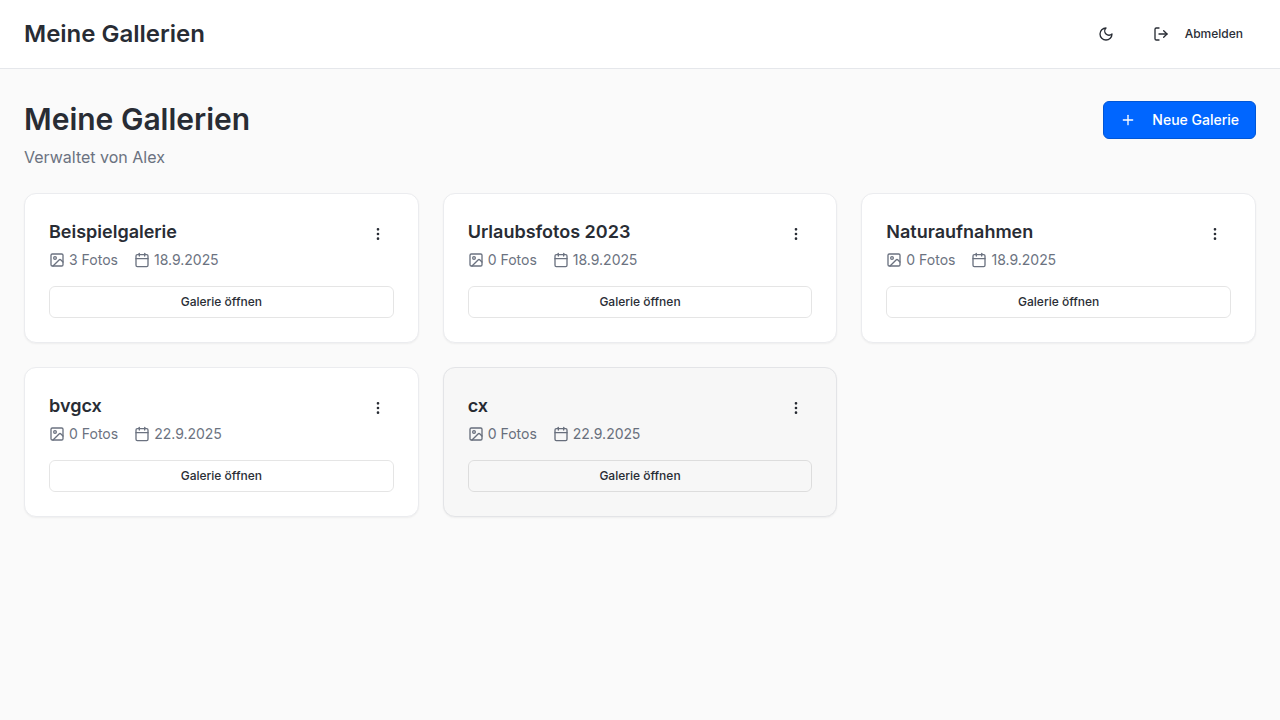 Meine Gallerien
Abmelden
Meine Gallerien
Neue Galerie
Verwaltet von Alex
Beispielgalerie
3 Fotos 18.9.2025
Galerie öffnen
Urlaubsfotos 2023
0 Fotos 18.9.2025
Galerie öffnen
Naturaufnahmen
0 Fotos 18.9.2025
Galerie öffnen
bvgcx
0 Fotos 22.9.2025
Galerie öffnen
cx
0 Fotos 22.9.2025
Galerie öffnen